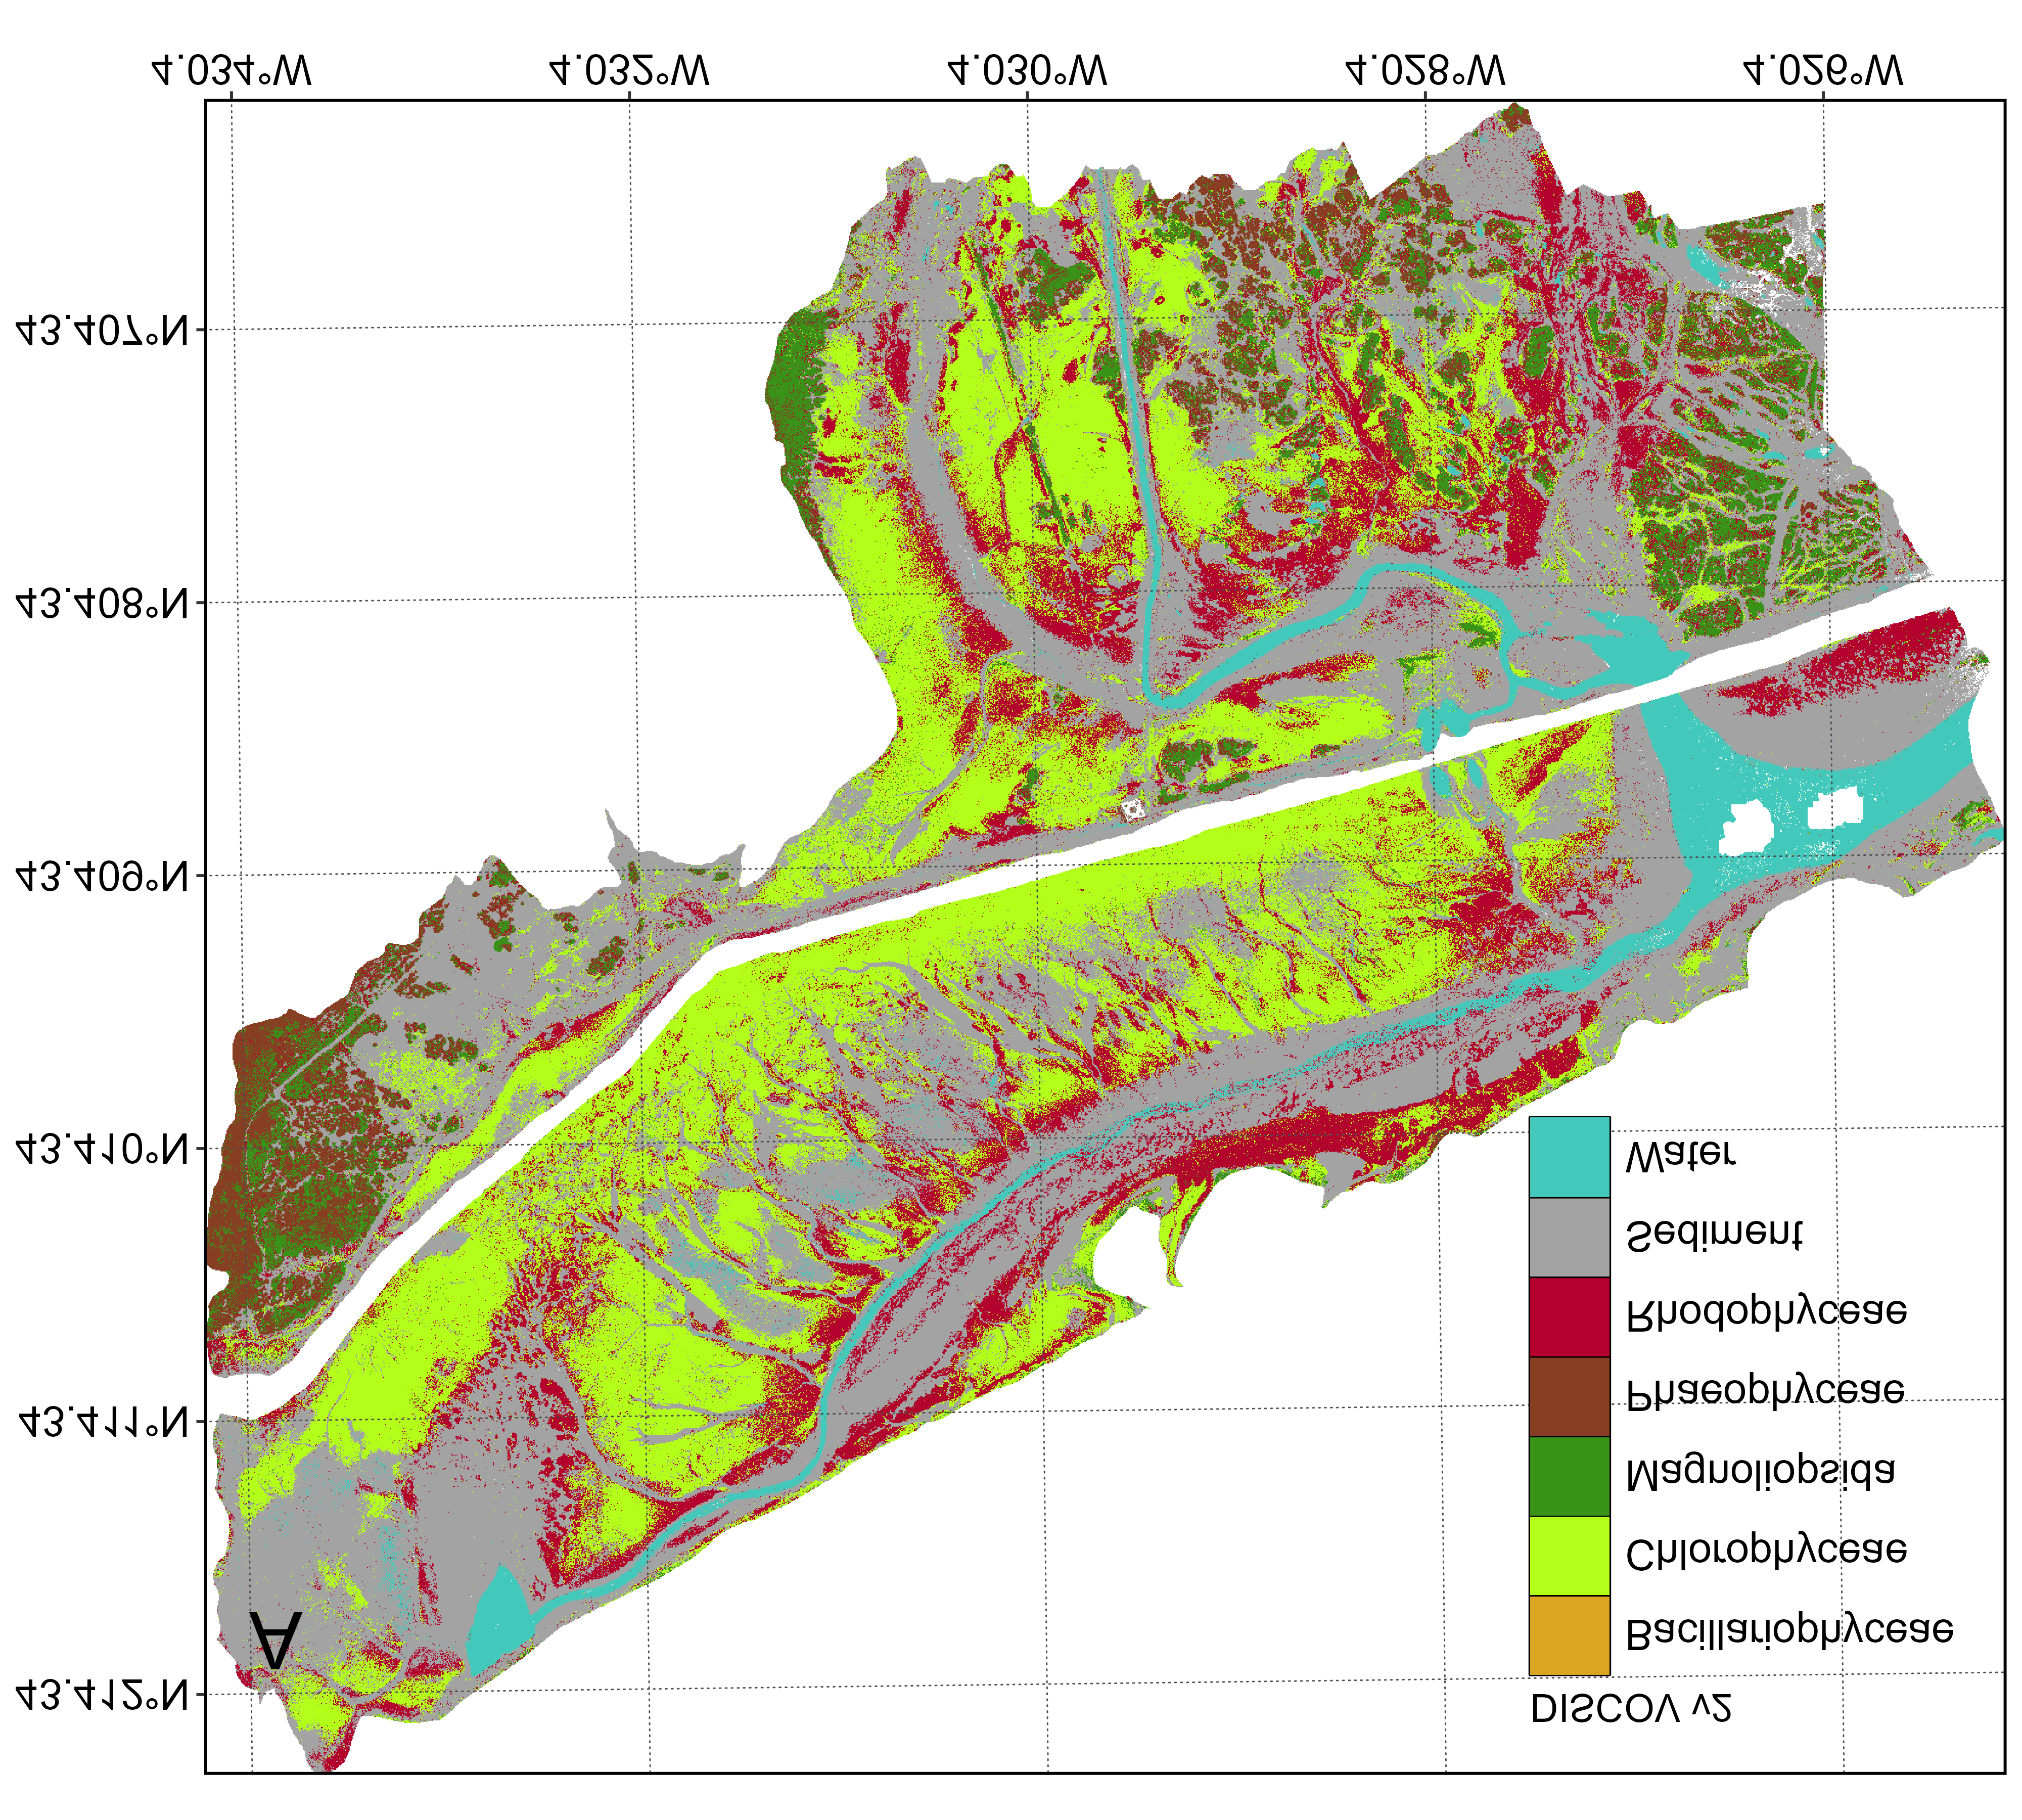 4.034°W 4.032°W 4.030°W 4.028°W 4.026°W
43.407°N
43.408°N
43.409°N
43.410°N
43.411°N
43.412°N
Water
Sediment
Rhodophyceae
Phaeophyceae
Magnoliopsida
Chlorophyceae
Bacillariophyceae
DISCOV v2
A